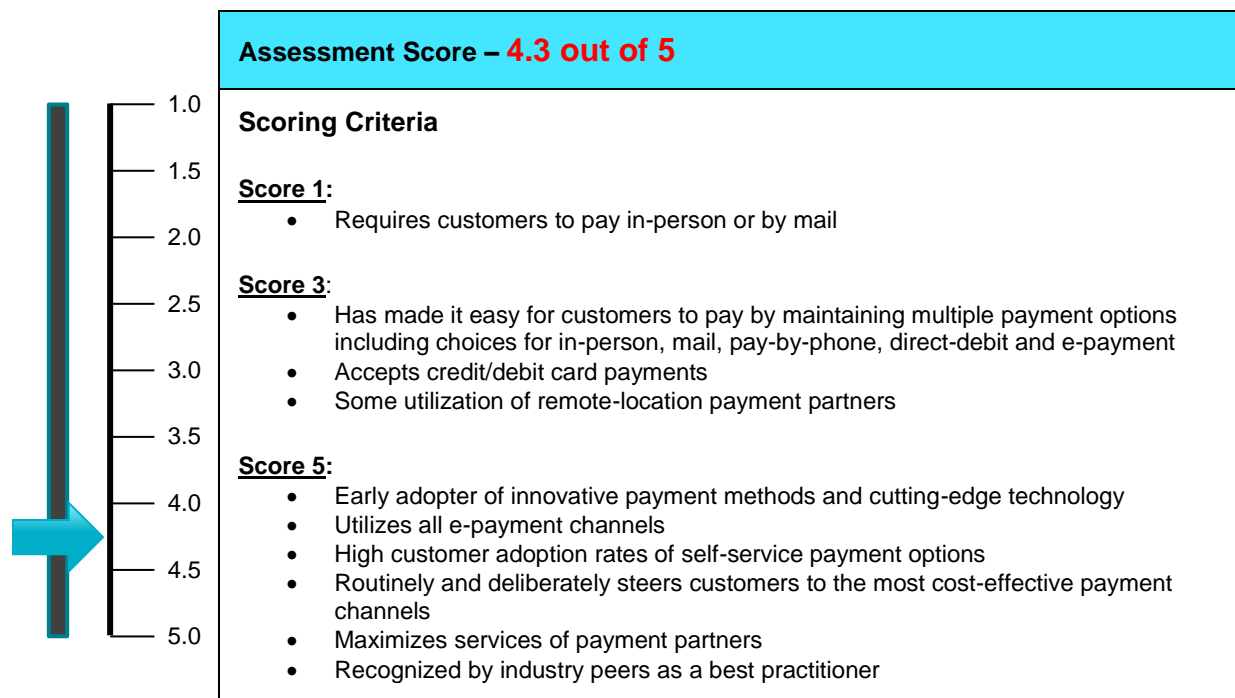 Assessment Score – 4.3 out of 5
1.0
1.5
2.0
2.5
3.0
3.5
4.0
4.5
5.0
Scoring Criteria
Score 1:
• Requires customers to pay in-person or by mail
Score 3:
• Has made it easy for customers to pay by maintaining multiple payment options
including choices for in-person, mail, pay-by-phone, direct-debit and e-payment
• Accepts credit/debit card payments
• Some utilization of remote-location payment partners
Score 5:
• Early adopter of innovative payment methods and cutting-edge technology
• Utilizes all e-payment channels
• High customer adoption rates of self-service payment options
• Routinely and deliberately steers customers to the most cost-effective payment
channels
• Maximizes services of payment partners
• Recognized by industry peers as a best practitioner